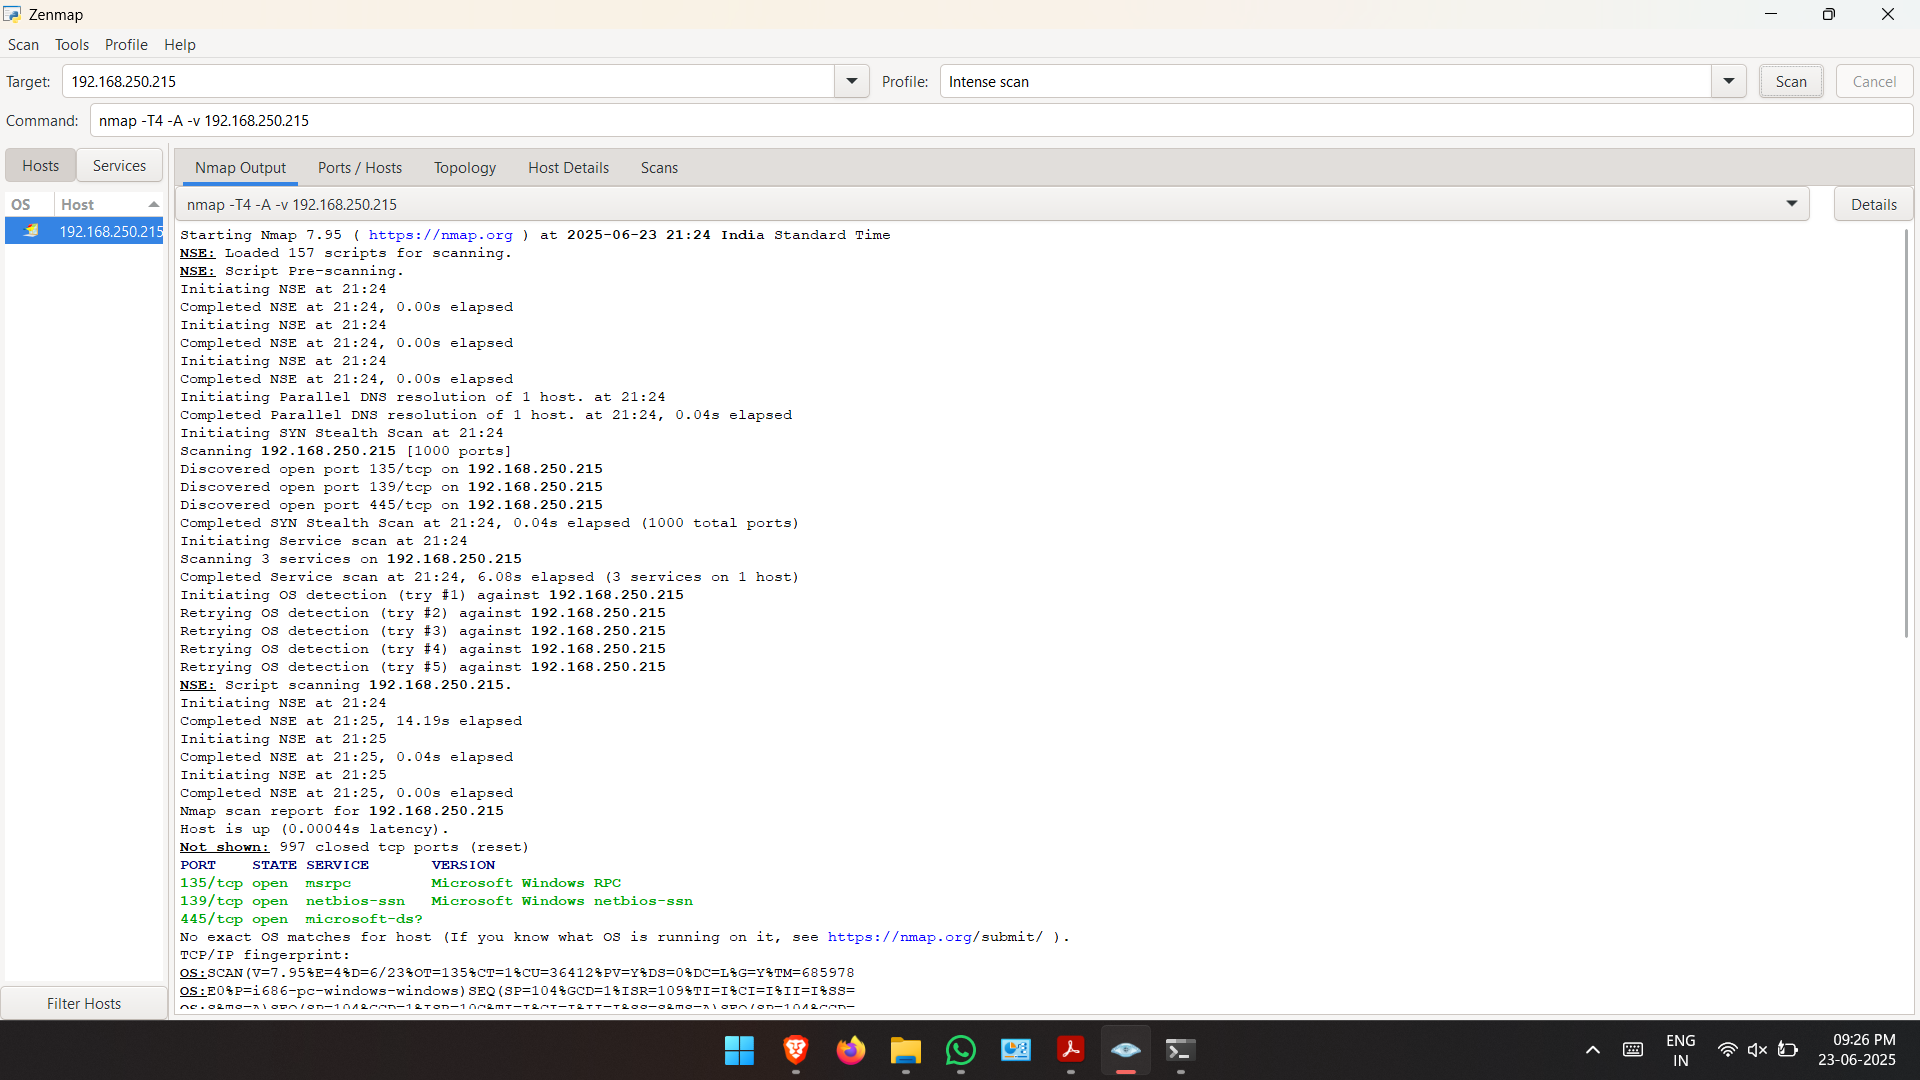 Zenmap
Scan Tools Profile Help
Target: 192.168.250.215 Profile: Intense scan Scan Cancel
Command: nmap -T4 -A -v 192.168.250.215
Hosts Services
OS Host
192.168.250.215
Filter Hosts
Nmap Output Ports / Hosts Topology Host Details Scans
nmap -T4 -A -v 192.168.250.215 Details
Starting Nmap 7.95 ( https://nmap.org ) at 2025-06-23 21:24 India Standard Time
NSE: Loaded 157 scripts for scanning.
NSE: Script Pre-scanning.
Initiating NSE at 21:24
Completed NSE at 21:24, 0.00s elapsed
Initiating NSE at 21:24
Completed NSE at 21:24, 0.00s elapsed
Initiating NSE at 21:24
Completed NSE at 21:24, 0.00s elapsed
Initiating Parallel DNS resolution of 1 host. at 21:24
Completed Parallel DNS resolution of 1 host. at 21:24, 0.04s elapsed
Initiating SYN Stealth Scan at 21:24
Scanning 192.168.250.215 [1000 ports]
Discovered open port 135/tcp on 192.168.250.215
Discovered open port 139/tcp on 192.168.250.215
Discovered open port 445/tcp on 192.168.250.215
Completed SYN Stealth Scan at 21:24, 0.04s elapsed (1000 total ports)
Initiating Service scan at 21:24
Scanning 3 services on 192.168.250.215
Completed Service scan at 21:24, 6.08s elapsed (3 services on 1 host)
Initiating OS detection (try #1) against 192.168.250.215
Retrying OS detection (try #2) against 192.168.250.215
Retrying OS detection (try #3) against 192.168.250.215
Retrying OS detection (try #4) against 192.168.250.215
Retrying OS detection (try #5) against 192.168.250.215
NSE: Script scanning 192.168.250.215.
Initiating NSE at 21:24
Completed NSE at 21:25, 14.19s elapsed
Initiating NSE at 21:25
Completed NSE at 21:25, 0.04s elapsed
Initiating NSE at 21:25
Completed NSE at 21:25, 0.00s elapsed
Nmap scan report for 192.168.250.215
Host is up (0.00044s latency).
Not shown: 997 closed tcp ports (reset)
PORT STATE SERVICE VERSION
135/tcp open msrpc Microsoft Windows RPC
139/tcp open netbios-ssn Microsoft Windows netbios-ssn
445/tcp open microsoft-ds?
No exact OS matches for host (If you know what OS is running on it, see https://nmap.org/submit/ ).
TCP/IP fingerprint:
OS:SCAN(V=7.95%E=4%D=6/23%OT=135%CT=1%CU=36412%PV=Y%DS=0%DC=L%G=Y%TM=685978
OS:E0%P=i686-pc-windows-windows)SEQ(SP=104%GCD=1%ISR=109%TI=I%CI=I%II=I%SS=
OS:S%TS=A)SEQ(SP=104%GCD=1%ISR=10C%TI=I%CI=I%II=I%SS=S%TS=A)SEQ(SP=104%GCD=
ENG
IN
09:26 PM
23-06-2025